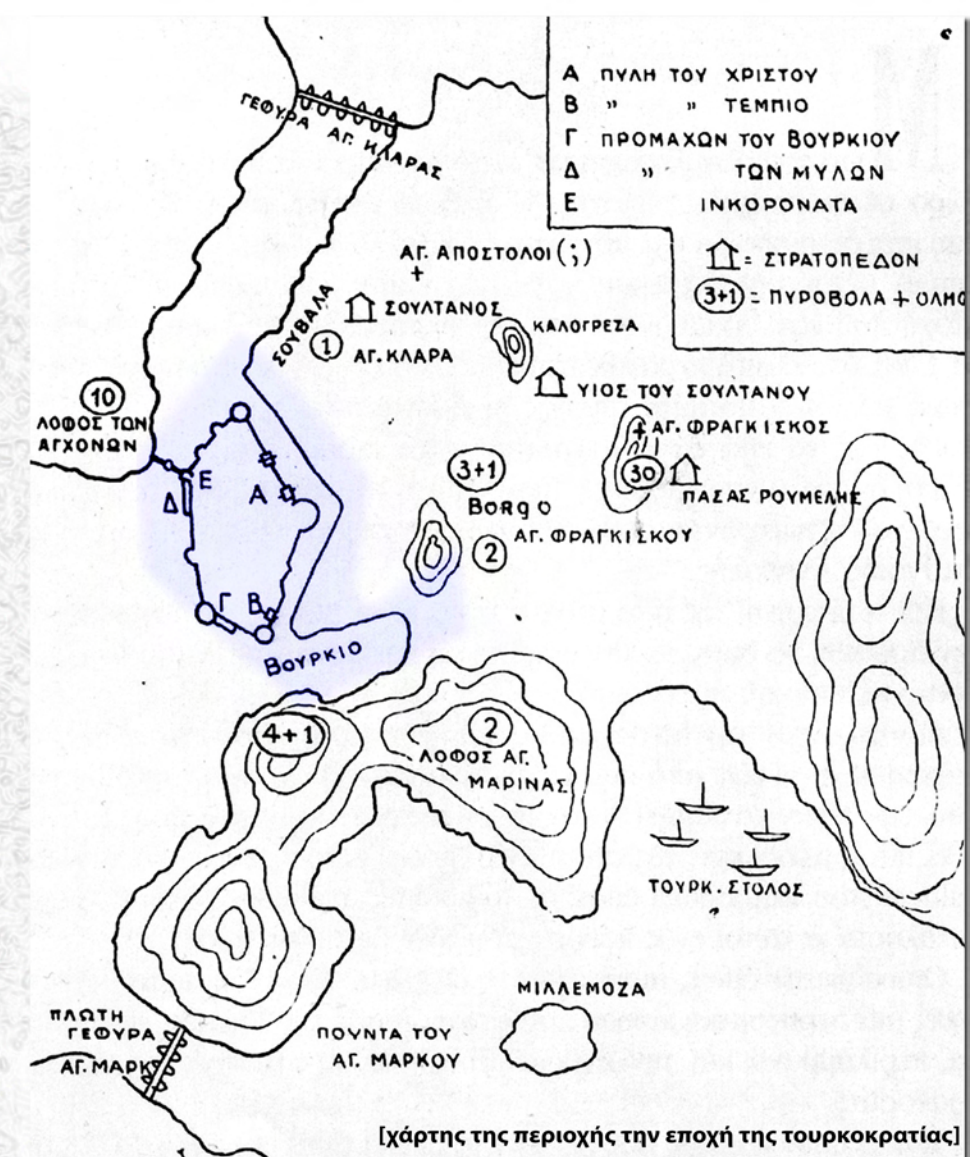 Α ΠΥΛΗ ΤΟΥ ΧΡΙΣΤΟΥ
Β " " ΤΕΜΠΙΟ
Γ ΠΡΟΜΑΧΩΝ ΤΟΥ ΒΟΥΡΚΙΟΥ
Δ " ΤΩΝ ΜΥΛΩΝ
Ε ΙΝΚΟΡΟΝΑΤΑ
= ΣΤΡΑΤΟΠΕΔΟΝ
3+1 = ΠΥΡΟΒΟΛΑ + ΟΛΜΟ
ΓΕΦΥΡΑ ΑΓ. ΚΛΑΡΑΣ
ΑΓ. ΑΠΟΣΤΟΛΟΙ (;)
ΣΟΥΒΑΛΑ
ΣΟΥΛΤΑΝΟΣ
ΚΑΛΟΓΡΕΖΑ
1 ΑΓ. ΚΛΑΡΑ
ΥΙΟΣ ΤΟΥ ΣΟΥΛΤΑΝΟΥ
10
ΛΟΦΟΣ ΤΩΝ
ΑΓΧΟΝΩΝ
ΑΓ. ΦΡΑΓΚΙΣΚΟΣ
30
ΠΑΣΑΣ ΡΟΥΜΕΛΗΣ
3+1
BORGO
ΑΓ. ΦΡΑΓΚΙΣΚΟΥ
2
Ε
Δ
Α
Γ
Β
ΒΟΥΡΚΙΟ
4+1
2
ΛΟΦΟΣ ΑΓ.
ΜΑΡΙΝΑΣ
ΤΟΥΡΚ. ΣΤΟΛΟΣ
ΜΙΛΛΕΜΟΖΑ
ΠΛΩΤΗ
ΓΕΦΥΡΑ
ΑΓ. ΜΑΡΚ
ΠΟΥΝΤΑ ΤΟΥ
ΑΓ. ΜΑΡΚΟΥ
[χάρτης της περιοχής την εποχή της τουρκοκρατίας]